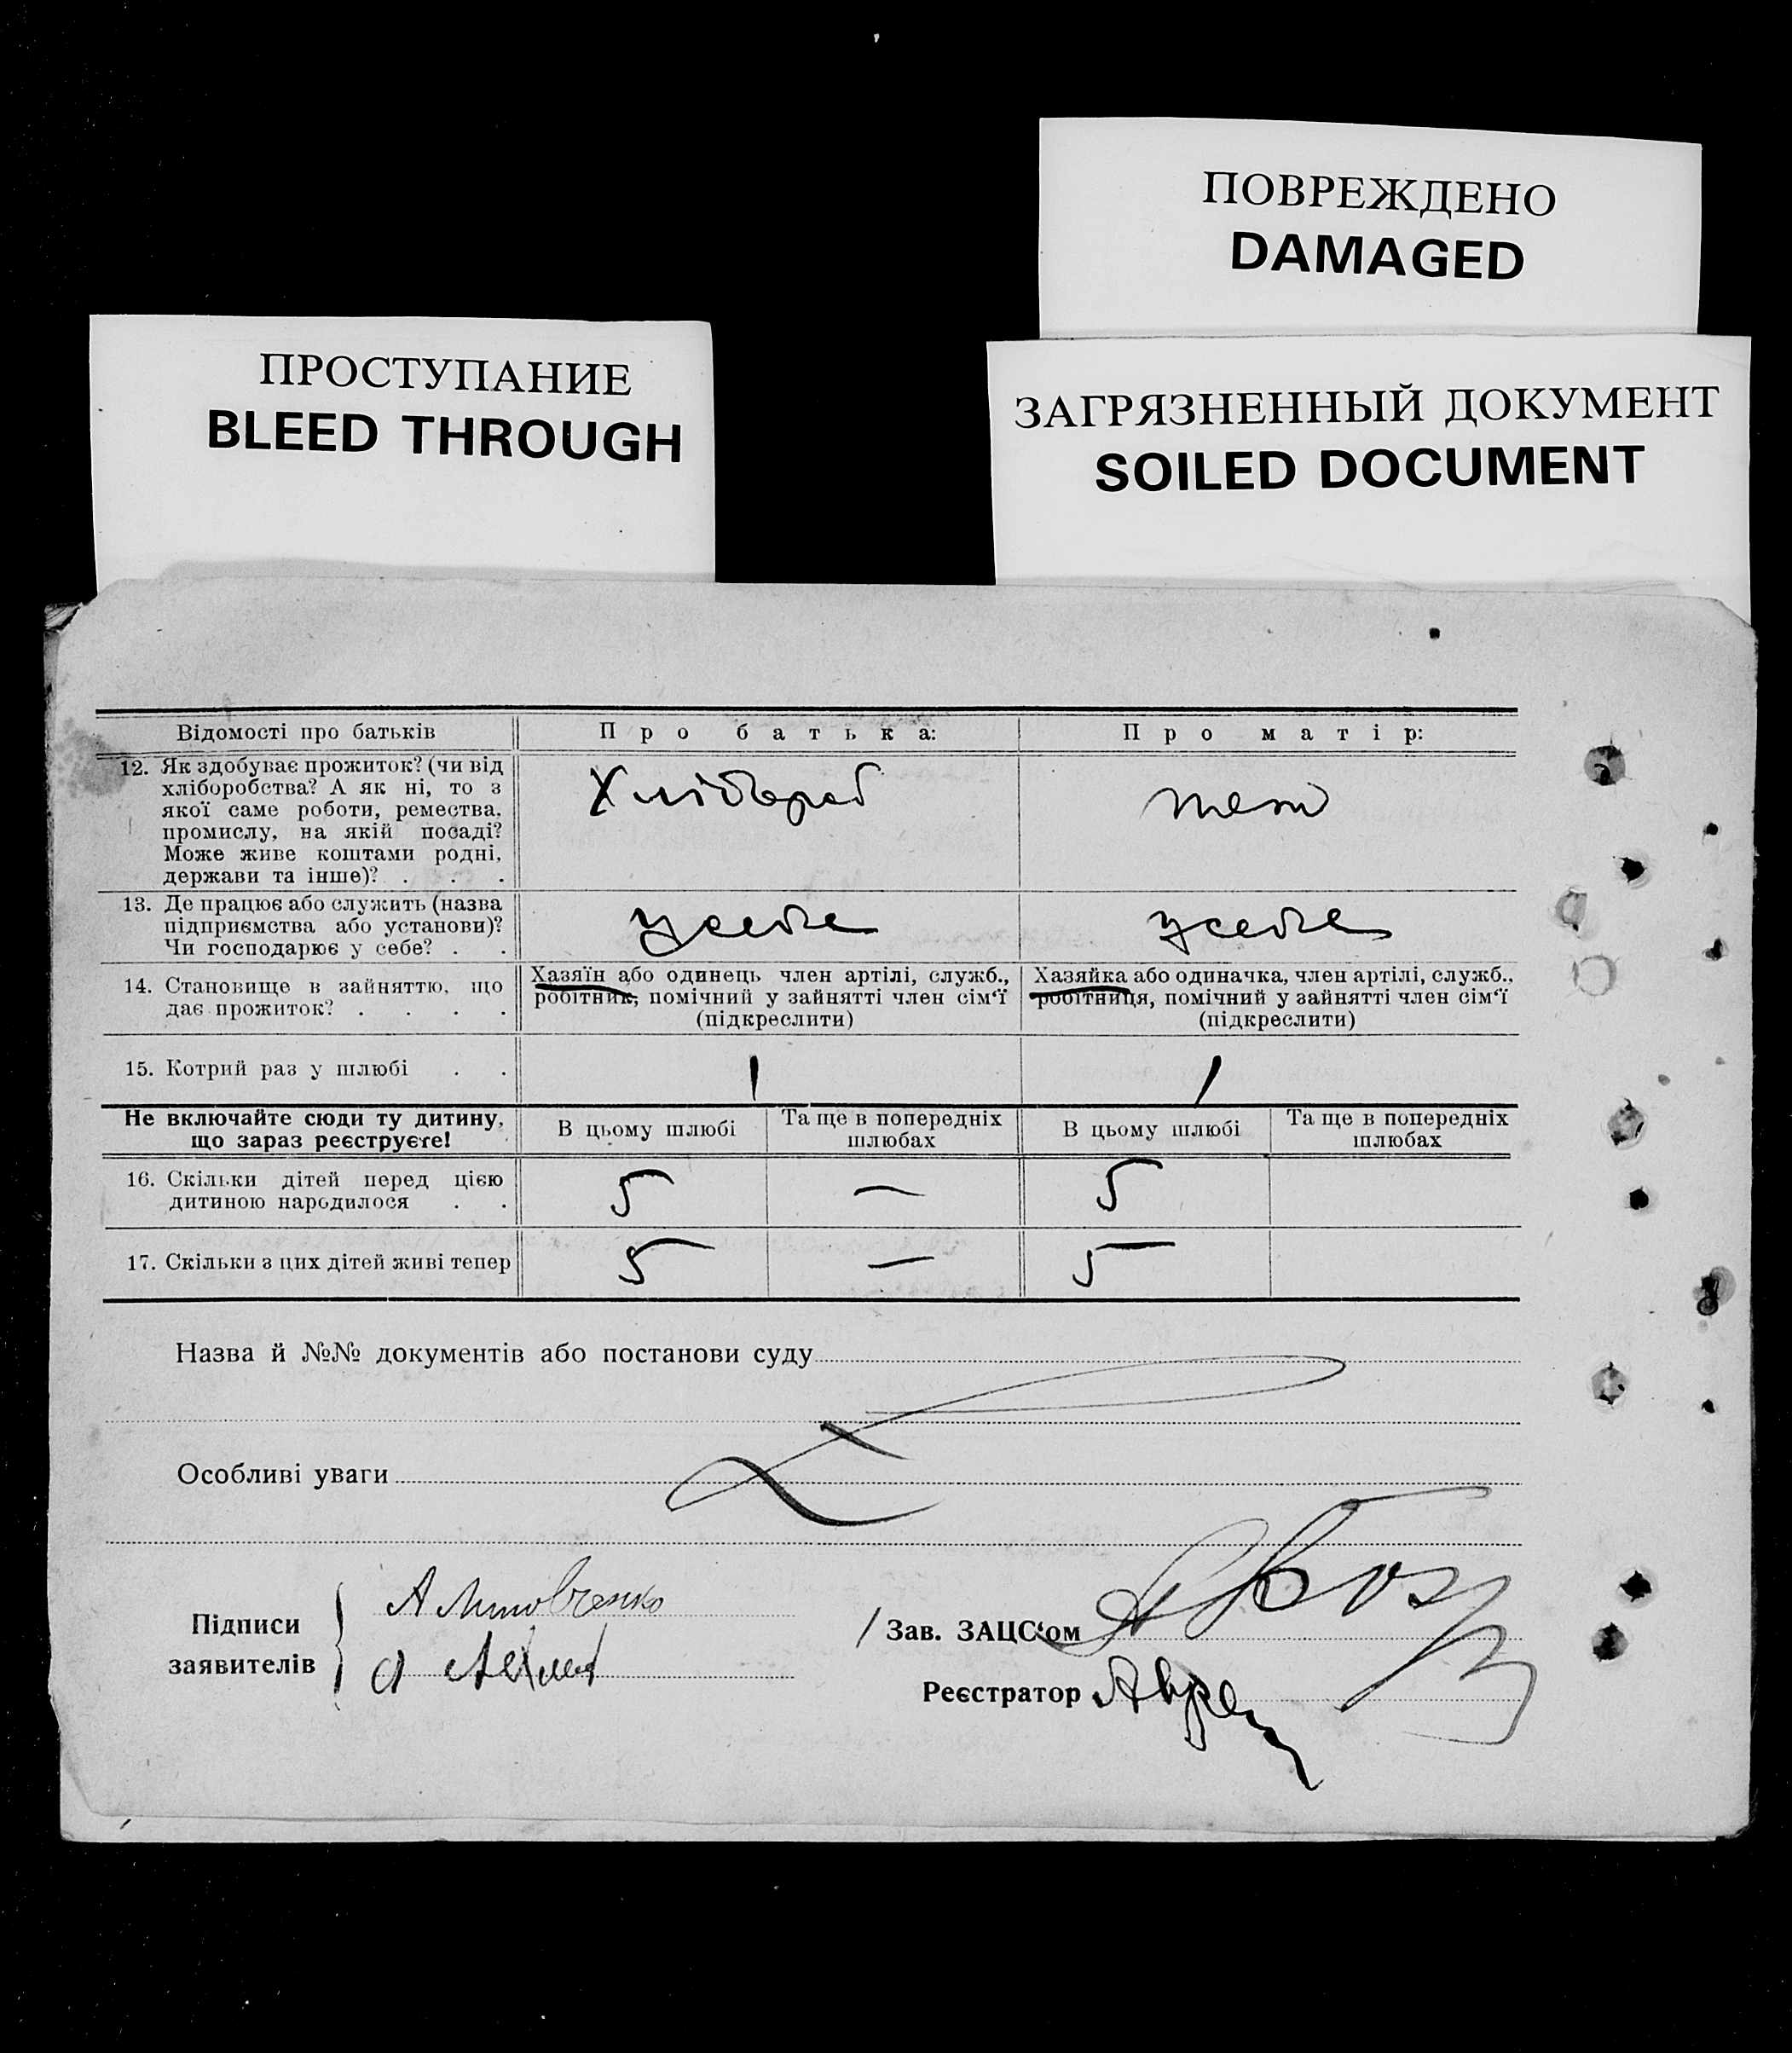 ПОВРЕЖДЕНО
DAMAGED
ПРОСТУПАНИЕ
BLEED THROUGH
ЗАГРЯЗНЕННЫЙ ДОКУМЕНТ
SOILED DOCUMENT
Відомості про батьків
Про батька:
Про матір:
12. Як здобуває прожиток? (чи від
хліборобства? А як ні, то з
якої саме роботи, ремества,
промислу, на якій посаді?
Може живе коштами родні,
держави та інше)? . . .
Хлібороб
теж
13. Де працює або служить (назва
підприємства або установи)?
Чи господарює у себе? . .
у себе
у себе
14. Становище в зайняттю, що
дає прожиток? . . . .
Хазяїн або одинець член артілі, служб.,
робітник, помічний у зайнятті член сім‘ї
(підкреслити)
Хазяйка або одиначка, член артілі, служб.,
робітниця, помічний у зайнятті член сім‘ї
(підкреслити)
15. Котрий раз у шлюбі . .
1
1
Не включайте сюди ту дитину,
що зараз реєструєте!
В цьому шлюбі
Та ще в попередніх
шлюбах
В цьому шлюбі
Та ще в попередніх
шлюбах
16. Скільки дітей перед цією
дитиною народилося . .
5
—
5
17. Скільки з цих дітей живі тепер
5
—
5
Назва й №№ документів або постанови суду
Особливі уваги
Підписи
заявителів
/ Зав. ЗАЦС‘ом
Реєстратор